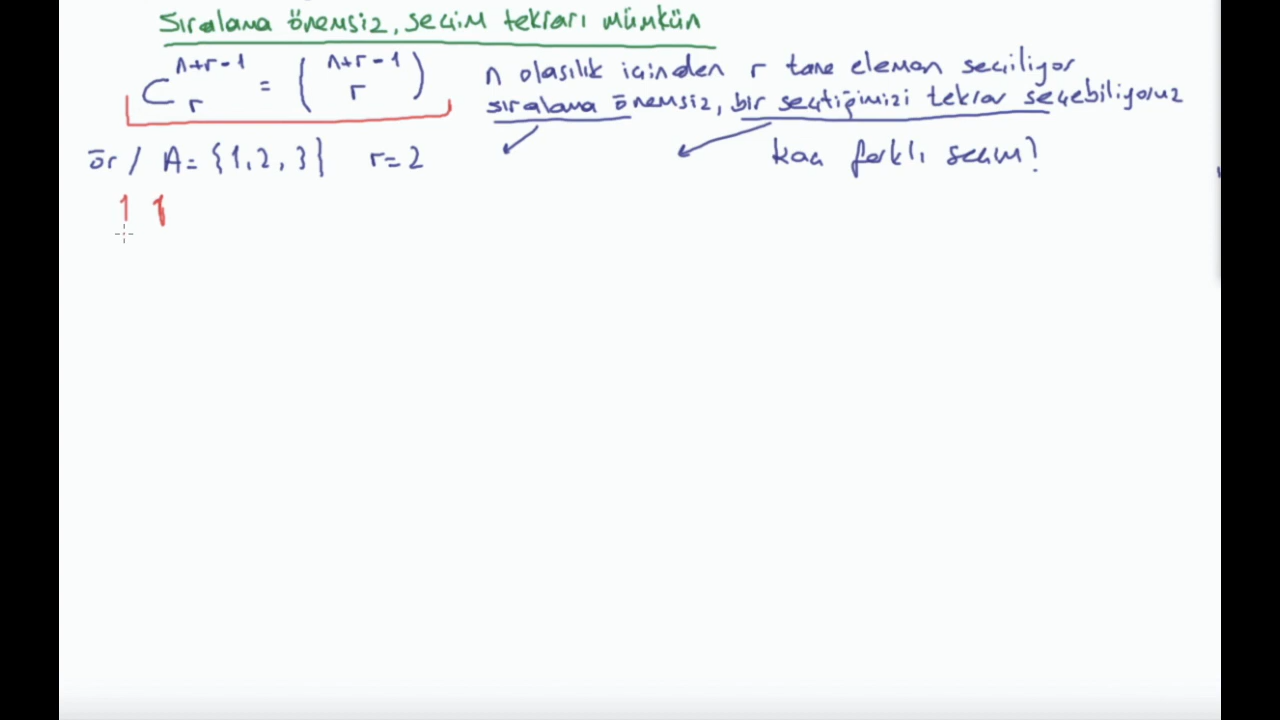 Sıralama önemsiz, seçim tekrarı mümkün
C n+r-1 r = ( n+r-1 r ) n olasılık içinden r tane eleman seçiliyor
sıralama önemsiz, bir seçtiğimizi tekrar seçebiliyoruz
ör / A = {1, 2, 3} r = 2 kaç farklı seçim?
1 1